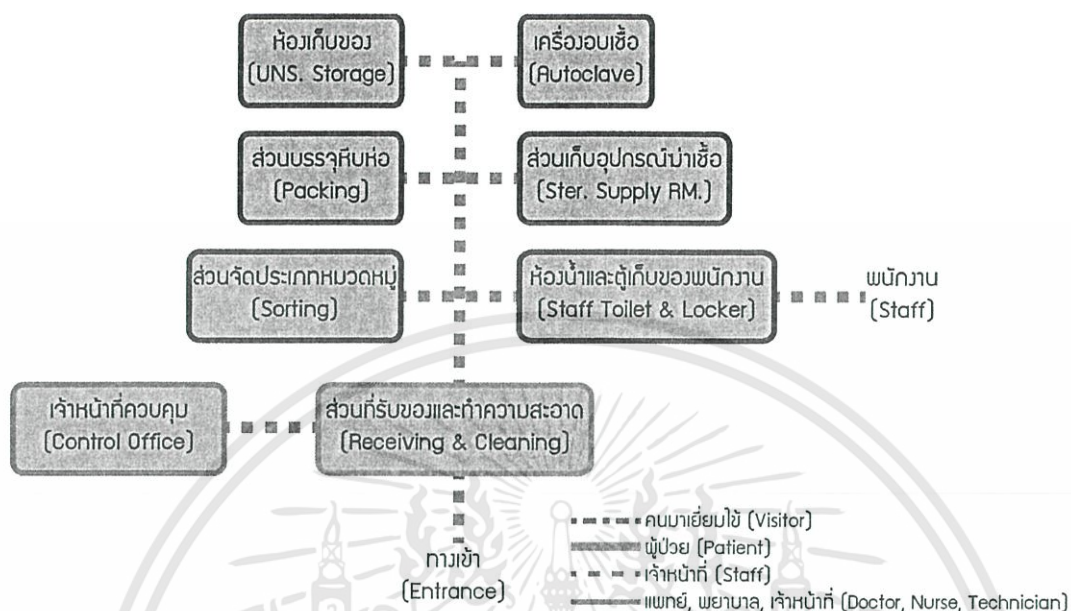 ห้องเก็บของ
(UNS. Storage)
เครื่องอบเชื้อ
(Autoclave)
ส่วนบรรจุหีบห่อ
(Packing)
ส่วนเก็บอุปกรณ์ฆ่าเชื้อ
(Ster. Supply RM.)
ส่วนจัดประเภทหมวดหมู่
(Sorting)
ห้องน้ำและตู้เก็บของพนักงาน
(Staff Toilet & Locker)
พนักงาน
(Staff)
เจ้าหน้าที่ควบคุม
(Control Office)
ส่วนที่รับของและทำความสะอาด
(Receiving & Cleaning)
ทางเข้า
(Entrance)
คนมาเยี่ยมไข้ (Visitor)
ผู้ป่วย (Patient)
เจ้าหน้าที่ (Staff)
แพทย์, พยาบาล, เจ้าหน้าที่ (Doctor, Nurse, Technician)